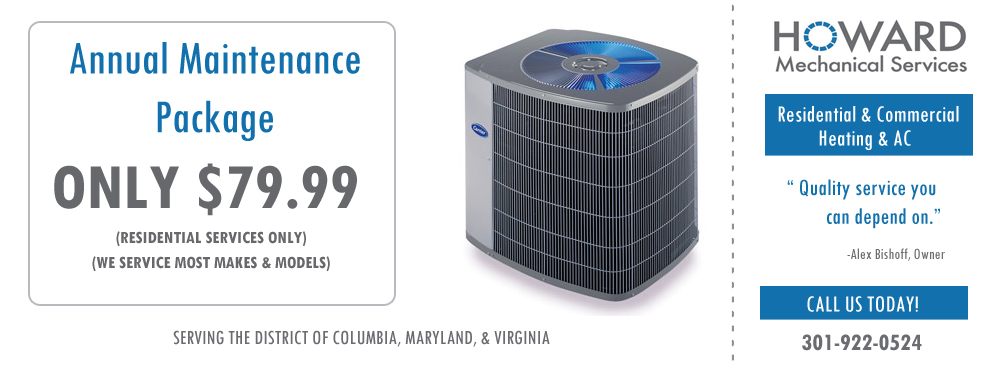 Annual Maintenance
Package
ONLY $79.99
(RESIDENTIAL SERVICES ONLY)
(WE SERVICE MOST MAKES & MODELS)
Carrier
SERVING THE DISTRICT OF COLUMBIA, MARYLAND, & VIRGINIA
HOWARD
Mechanical Services
Residential & Commercial
Heating & AC
“ Quality service you
can depend on.”
-Alex Bishoff, Owner
CALL US TODAY!
301-922-0524